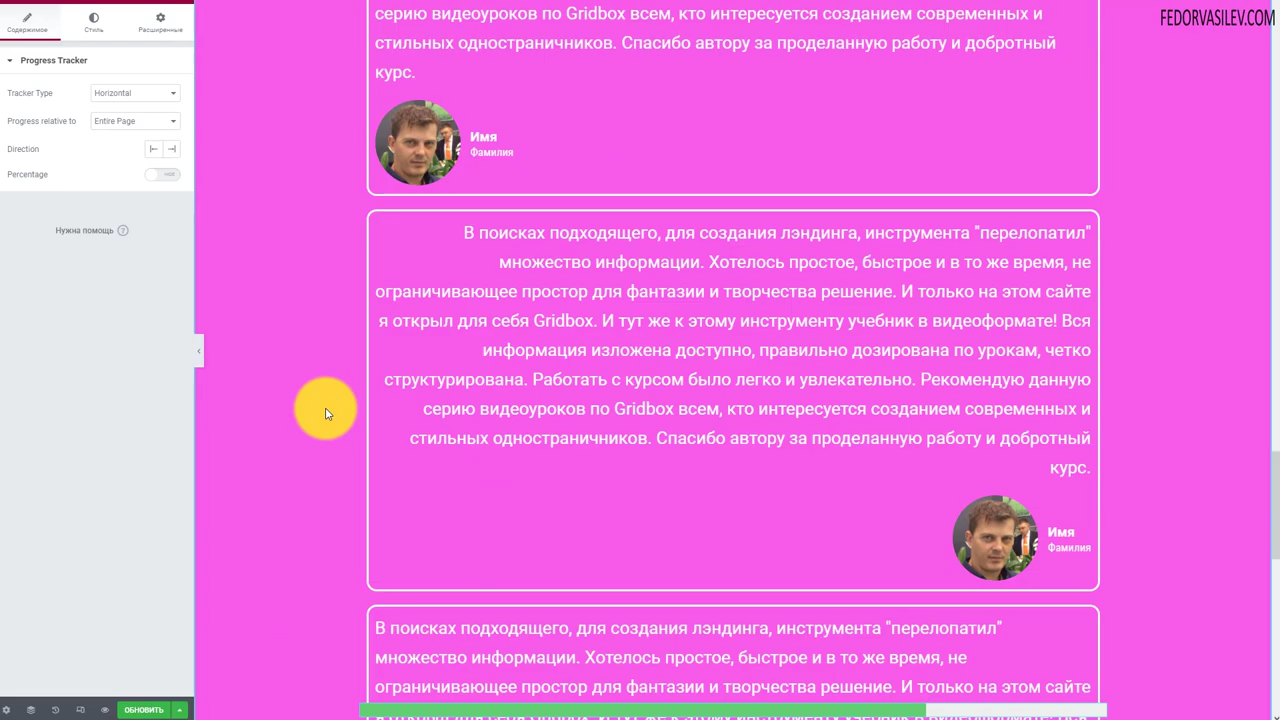 Содержимое
Стиль
Расширенные
Progress Tracker
Tracker Type
Horizontal
Progress relative to
Entire Page
Direction
Percentage
Нужна помощь
ОБНОВИТЬ
FEDORVASILEV.COM
серию видеоуроков по Gridbox всем, кто интересуется созданием современных и
стильных одностраничников. Спасибо автору за проделанную работу и добротный
курс.
Имя
Фамилия
В поисках подходящего, для создания лэндинга, инструмента "перелопатил"
множество информации. Хотелось простое, быстрое и в то же время, не
ограничивающее простор для фантазии и творчества решение. И только на этом сайте
я открыл для себя Gridbox. И тут же к этому инструменту учебник в видеоформате! Вся
информация изложена доступно, правильно дозирована по урокам, четко
структурирована. Работать с курсом было легко и увлекательно. Рекомендую данную
серию видеоуроков по Gridbox всем, кто интересуется созданием современных и
стильных одностраничников. Спасибо автору за проделанную работу и добротный
курс.
Имя
Фамилия
В поисках подходящего, для создания лэндинга, инструмента "перелопатил"
множество информации. Хотелось простое, быстрое и в то же время, не
ограничивающее простор для фантазии и творчества решение. И только на этом сайте